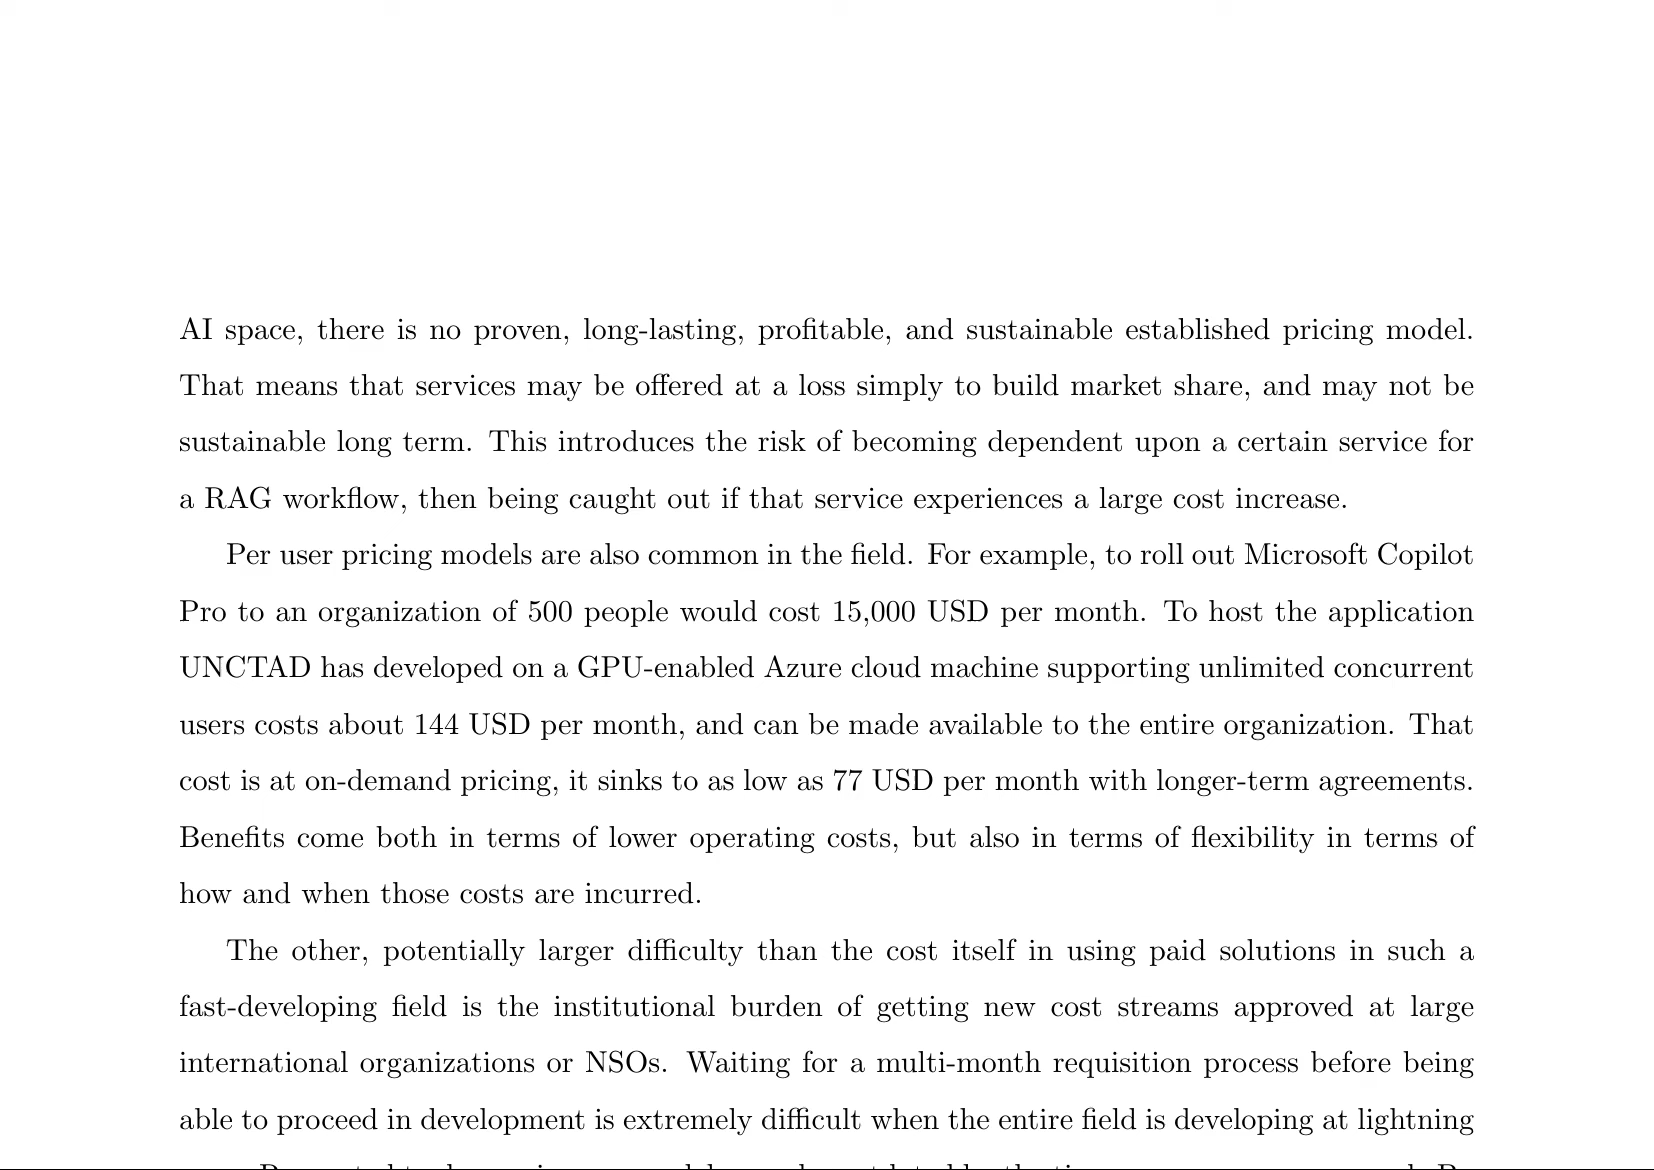 AI space, there is no proven, long-lasting, profitable, and sustainable established pricing model.
That means that services may be offered at a loss simply to build market share, and may not be
sustainable long term. This introduces the risk of becoming dependent upon a certain service for
a RAG workflow, then being caught out if that service experiences a large cost increase.
Per user pricing models are also common in the field. For example, to roll out Microsoft Copilot
Pro to an organization of 500 people would cost 15,000 USD per month. To host the application
UNCTAD has developed on a GPU-enabled Azure cloud machine supporting unlimited concurrent
users costs about 144 USD per month, and can be made available to the entire organization. That
cost is at on-demand pricing, it sinks to as low as 77 USD per month with longer-term agreements.
Benefits come both in terms of lower operating costs, but also in terms of flexibility in terms of
how and when those costs are incurred.
The other, potentially larger difficulty than the cost itself in using paid solutions in such a
fast-developing field is the institutional burden of getting new cost streams approved at large
international organizations or NSOs. Waiting for a multi-month requisition process before being
able to proceed in development is extremely difficult when the entire field is developing at lightning